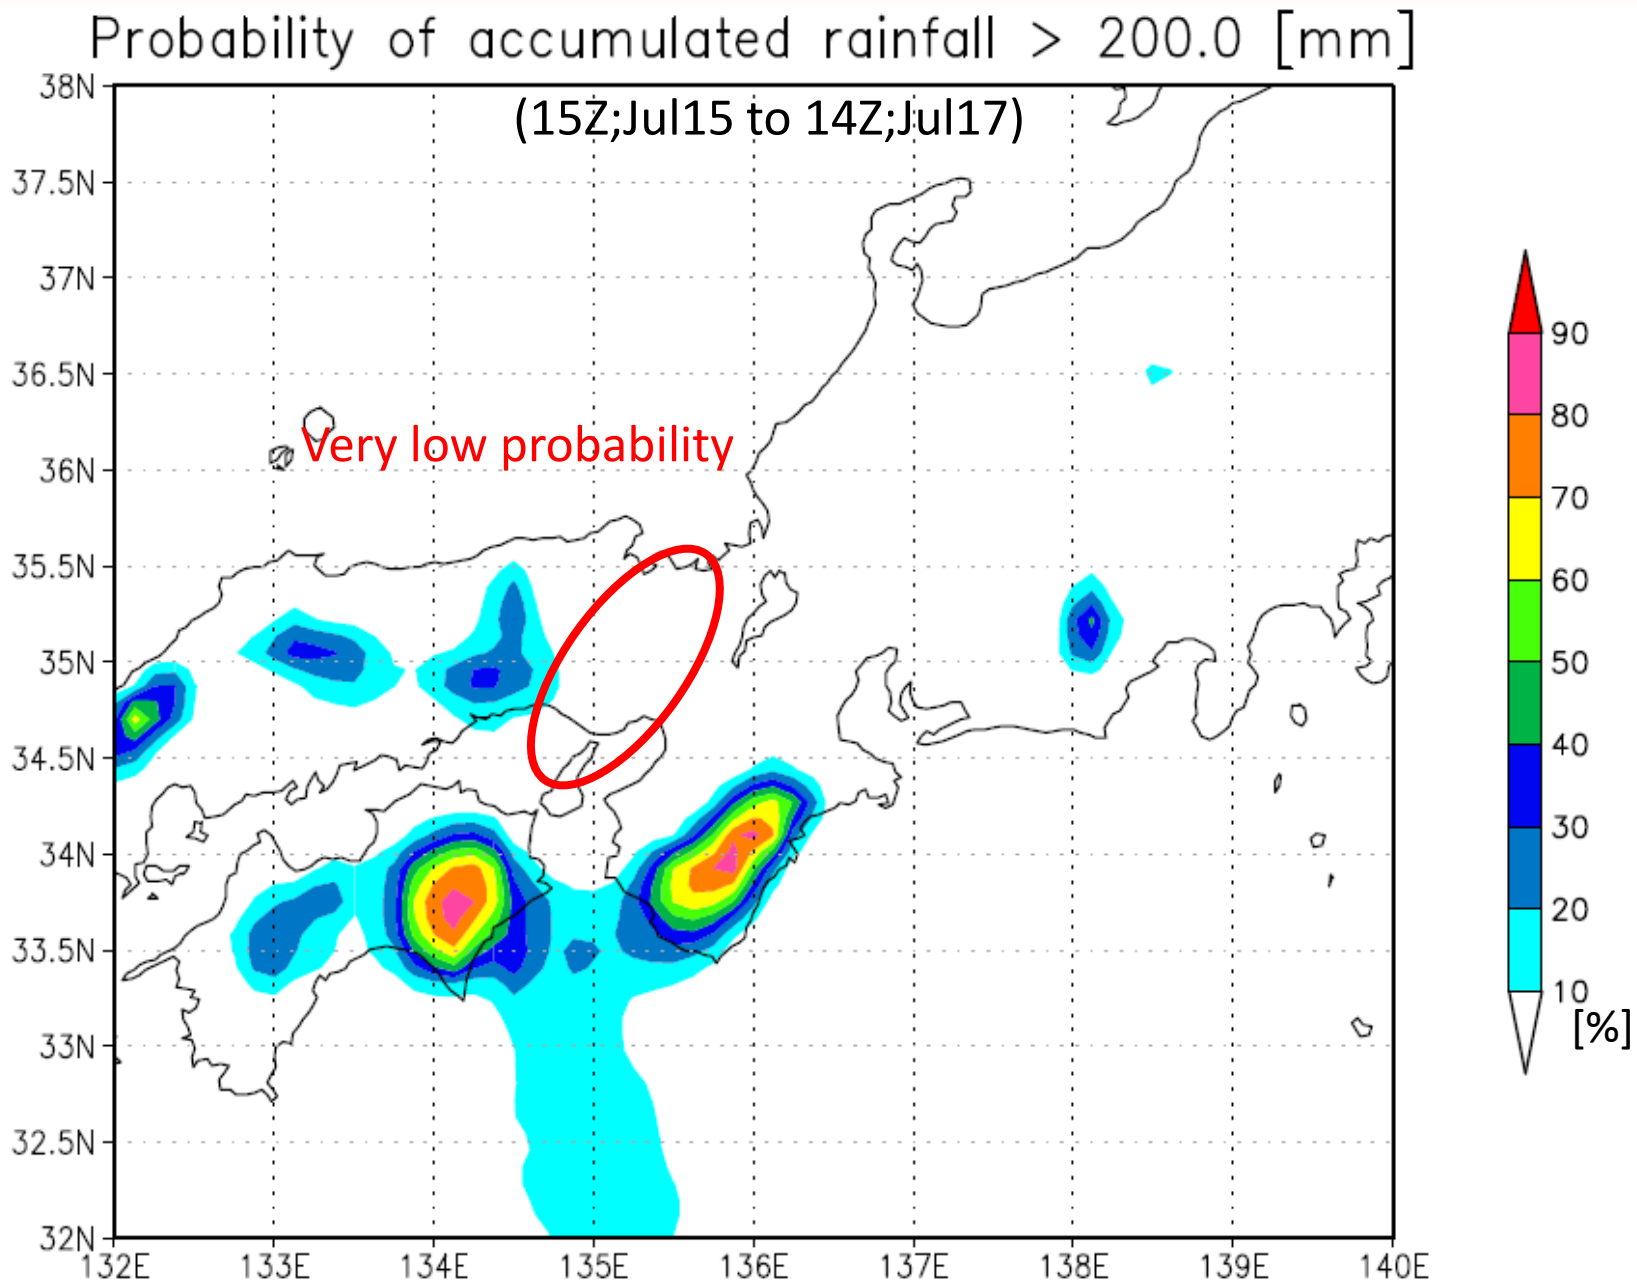 Probability of accumulated rainfall > 200.0 [mm]
38N
(15Z;Jul15 to 14Z;Jul17)
37.5N
37N
36.5N
36N
35.5N
35N
34.5N
34N
33.5N
33N
32.5N
32N
Very low probability
132E 133E 134E 135E 136E 137E 138E 139E 140E
90
80
70
60
50
40
30
20
10
[%]